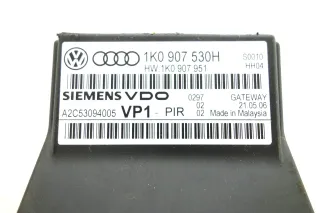 1K0 907 530H S0010
HW 1K0 907 951 HH04
SIEMENS VDO 0297 GATEWAY
02 21.05.06
A2C53094005 VP1 - PIR 02 Made in Malaysia